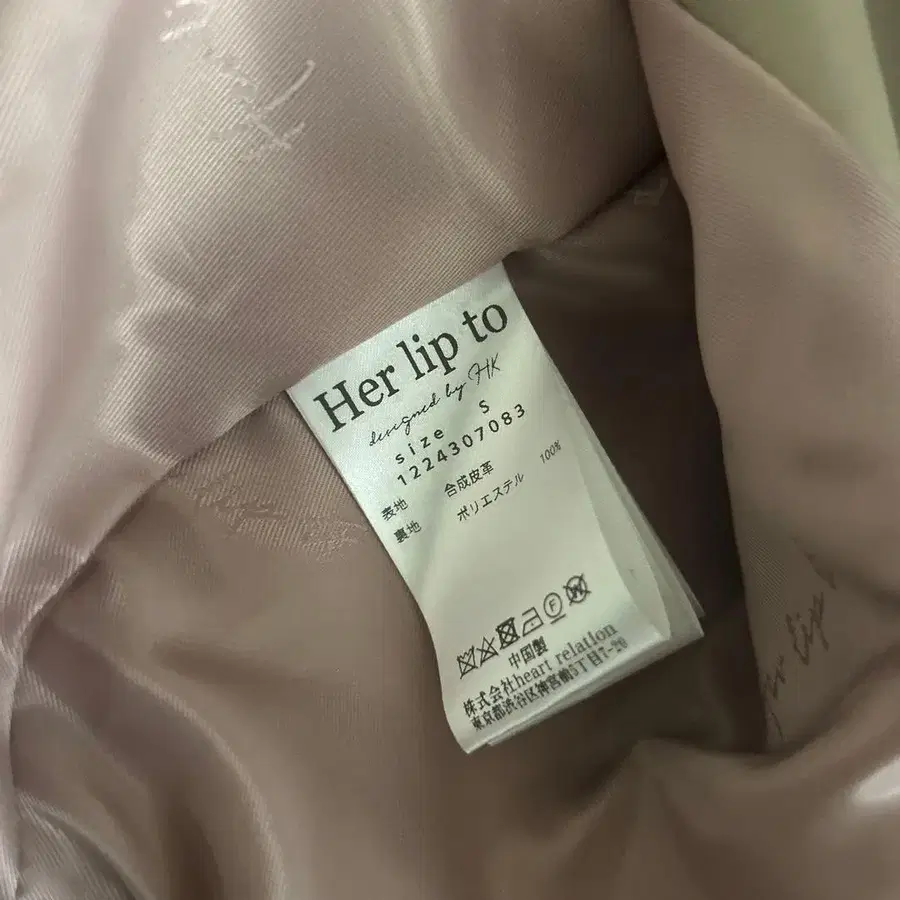 Her lip to
designed by HK
size S
1224307083
表地 合成皮革
裏地 ポリエステル 100%
中国製
株式会社heart relation
東京都渋谷区神宮前5丁目7-20
lip